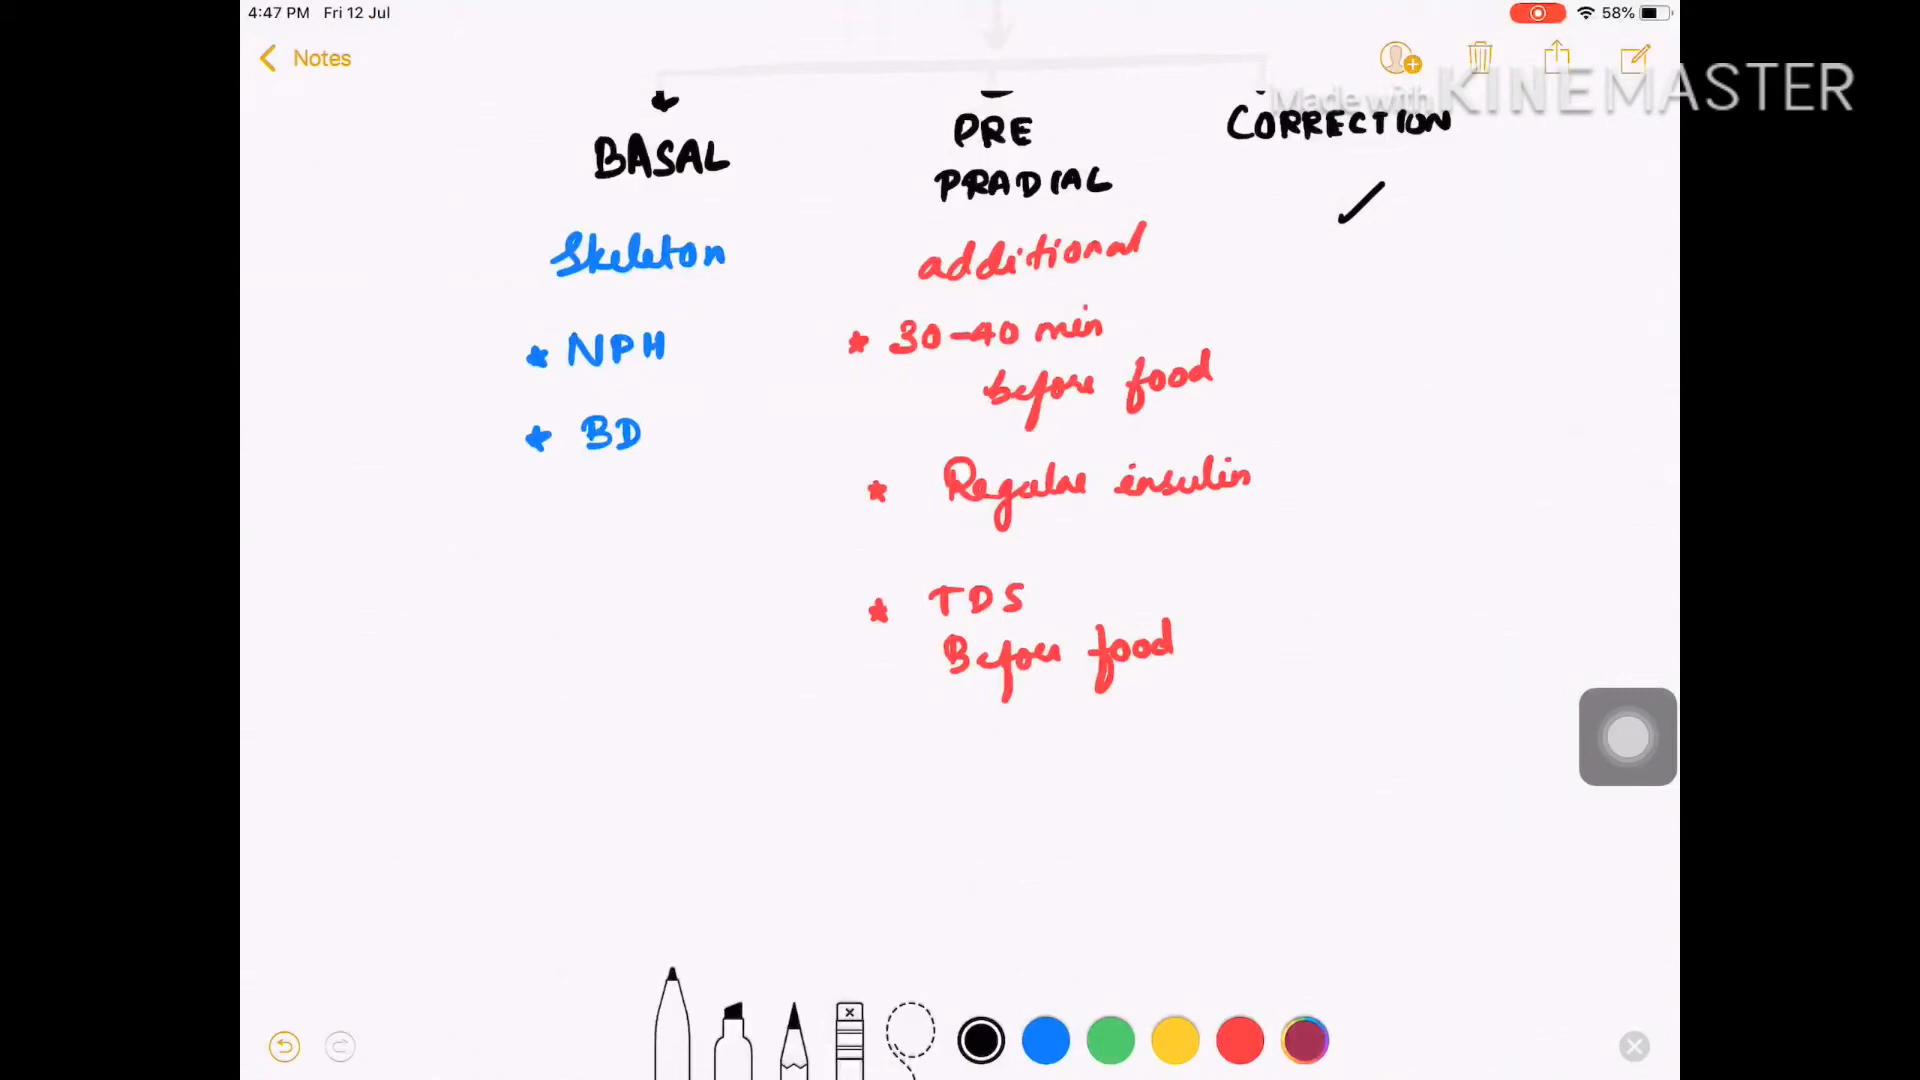 4:47 PM Fri 12 Jul
58%
Notes
Made with KINEMASTER
BASAL
PRE
PRADIAL
CORRECTION
Skeleton
* NPH
* BD
additional
* 30-40 min
before food
* Regular insulin
* TDS
Before food